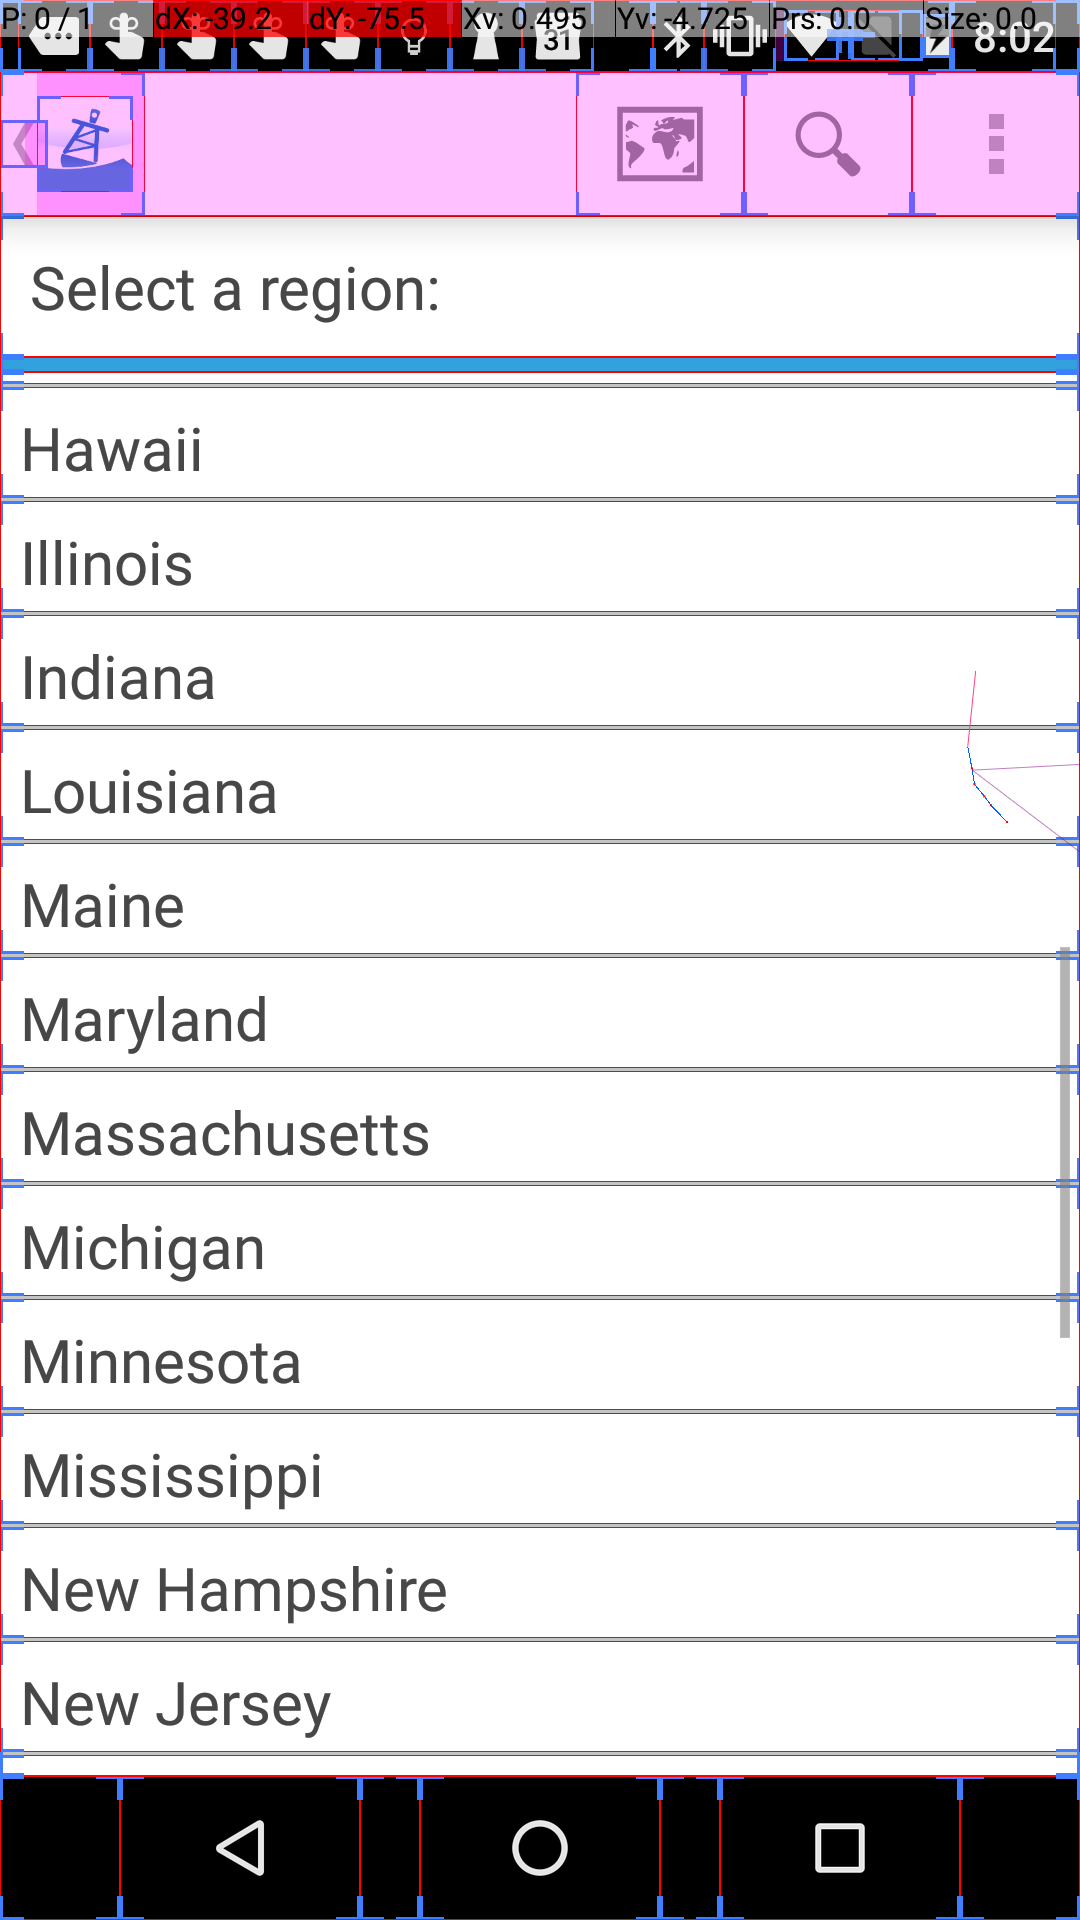 P: 0 / 1 dX: -39.2 dY: -75.5 Xv: 0.495 Yv: -4.725 Prs: 0.0 Size: 0.0
31 8:02
Select a region:
Hawaii
Illinois
Indiana
Louisiana
Maine
Maryland
Massachusetts
Michigan
Minnesota
Mississippi
New Hampshire
New Jersey